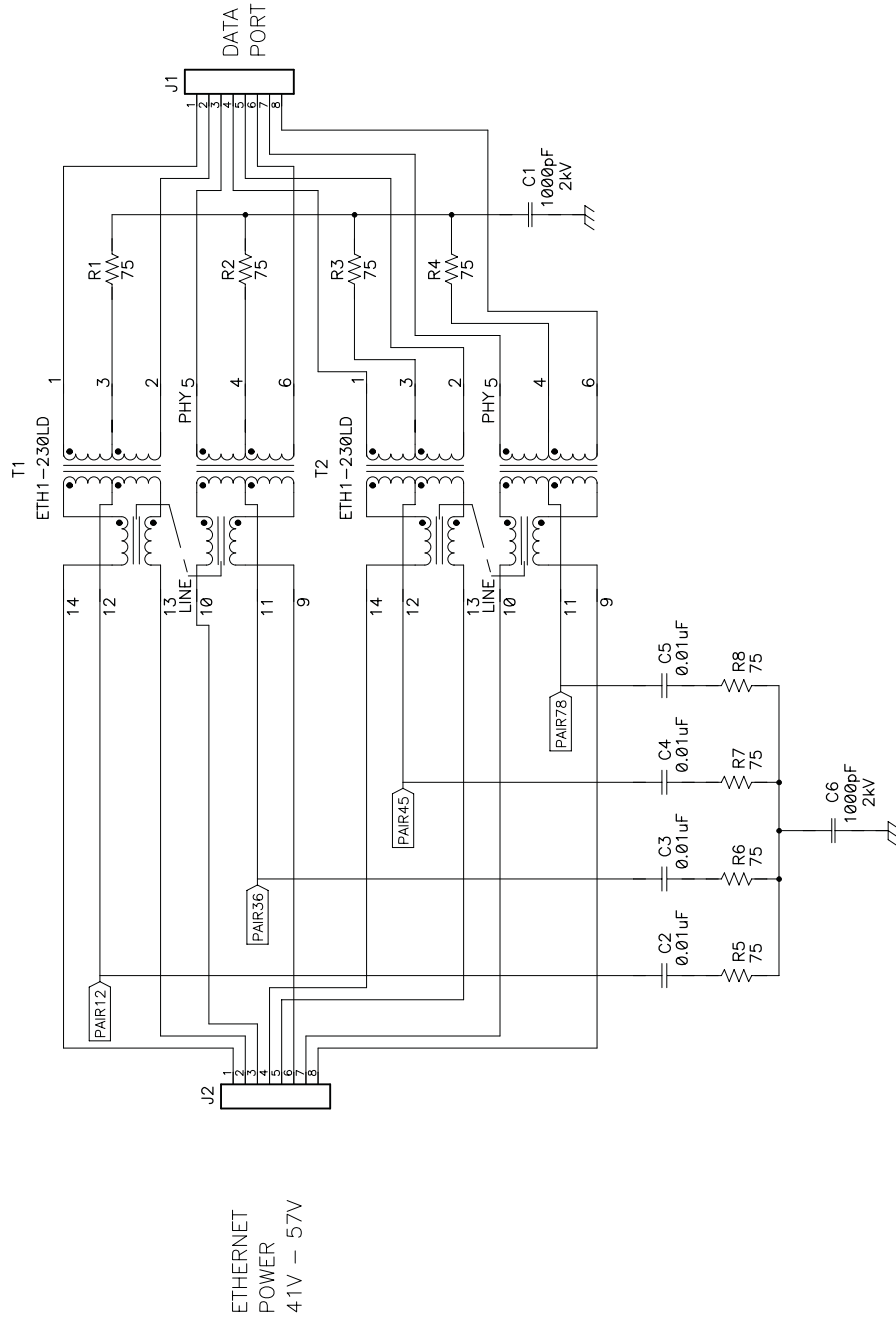 DATA
PORT
J1
1
2
3
4
5
6
7
8
C1
1000pF
2kV
R1
75
R2
75
R3
75
R4
75
T1
ETH1-230LD
1
3
2
PHY
5
4
6
14
12
13
LINE
10
11
9
T2
ETH1-230LD
1
3
2
PHY
5
4
6
14
12
13
LINE
10
11
9
PAIR12
PAIR36
PAIR45
PAIR78
C2
0.01uF
C3
0.01uF
C4
0.01uF
C5
0.01uF
R5
75
R6
75
R7
75
R8
75
C6
1000pF
2kV
J2
1
2
3
4
5
6
7
8
ETHERNET
POWER
41V - 57V